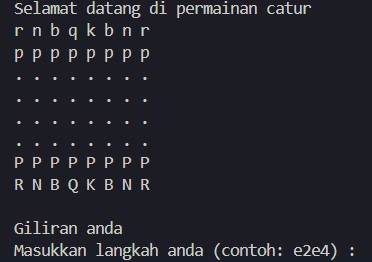 Selamat datang di permainan catur
r n b q k b n r
p p p p p p p p
. . . . . . . .
. . . . . . . .
. . . . . . . .
. . . . . . . .
P P P P P P P P
R N B Q K B N R
Giliran anda
Masukkan langkah anda (contoh: e2e4) :